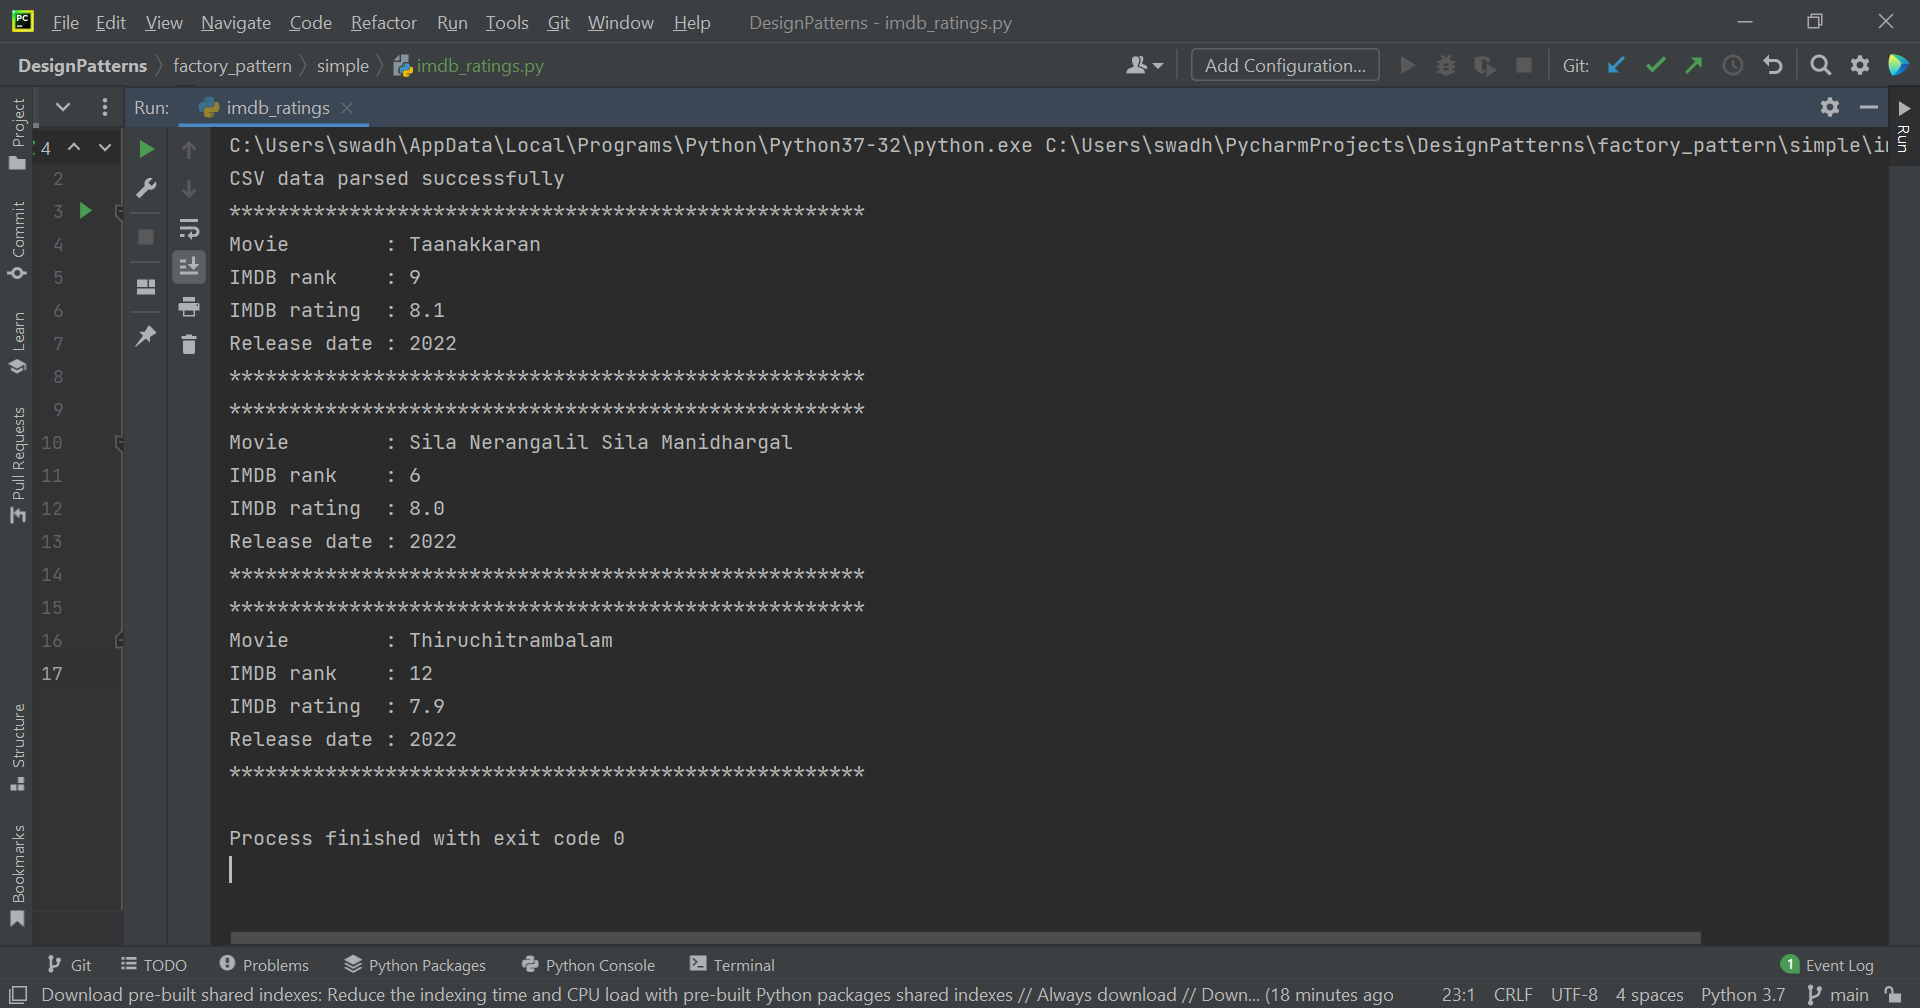 File Edit View Navigate Code Refactor Run Tools Git Window Help DesignPatterns - imdb_ratings.py
DesignPatterns factory_pattern simple imdb_ratings.py Add Configuration... Git:
Run: imdb_ratings
Project
Commit
Learn
Pull Requests
Structure
Bookmarks
Run
4
2
3
4
5
6
7
8
9
10
11
12
13
14
15
16
17
C:\Users\swadh\AppData\Local\Programs\Python\Python37-32\python.exe C:\Users\swadh\PycharmProjects\DesignPatterns\factory_pattern\simple\i
CSV data parsed successfully
*****************************************************
Movie        : Taanakkaran
IMDB rank    : 9
IMDB rating  : 8.1
Release date : 2022
*****************************************************
*****************************************************
Movie        : Sila Nerangalil Sila Manidhargal
IMDB rank    : 6
IMDB rating  : 8.0
Release date : 2022
*****************************************************
*****************************************************
Movie        : Thiruchitrambalam
IMDB rank    : 12
IMDB rating  : 7.9
Release date : 2022
*****************************************************
Process finished with exit code 0
Git TODO Problems Python Packages Python Console Terminal 1 Event Log
Download pre-built shared indexes: Reduce the indexing time and CPU load with pre-built Python packages shared indexes // Always download // Down... (18 minutes ago 23:1 CRLF UTF-8 4 spaces Python 3.7 main